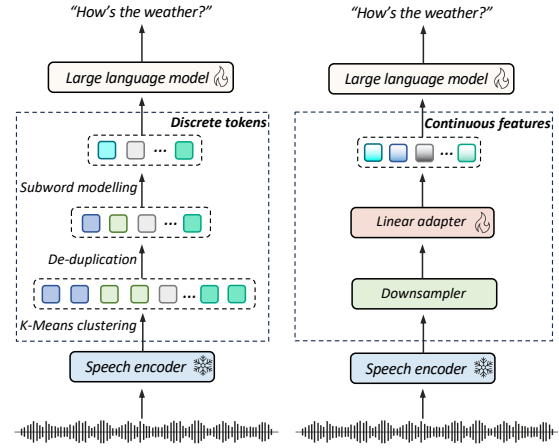 “How's the weather?”
Large language model
Discrete tokens
...
Subword modelling
...
De-duplication
...
K-Means clustering
Speech encoder
“How's the weather?”
Large language model
Continuous features
...
Linear adapter
Downsampler
Speech encoder